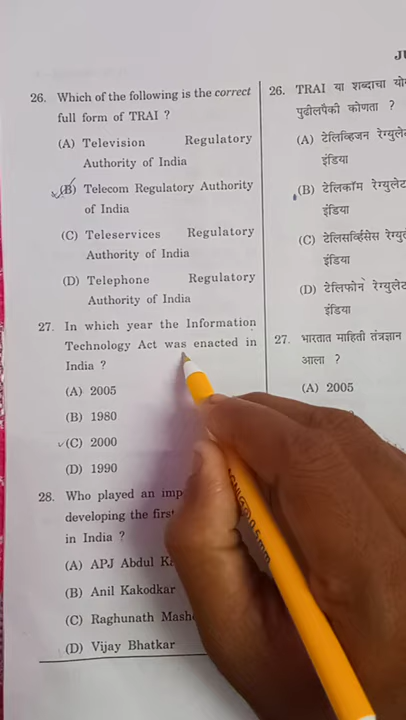 26. Which of the following is the correct
full form of TRAI ?
(A) Television Regulatory
Authority of India
(B) Telecom Regulatory Authority
of India
(C) Teleservices Regulatory
Authority of India
(D) Telephone Regulatory
Authority of India
27. In which year the Information
Technology Act was enacted in
India ?
(A) 2005
(B) 1980
(C) 2000
(D) 1990
28. Who played an
developing the
in India ?
(A) APJ Abdul
(B) Anil Kakodkar
(C) Raghunath
(D) Vijay Bhatkar
26. TRAI या शब्दाचा
पुढीलपैकी कोणता ?
(A) टेलिव्हिजन
इंडिया
(B) टेलिकॉम
इंडिया
(C) टेलिसर्व्हिसेस
इंडिया
(D) टेलिफोन
इंडिया
27. भारतात माहिती तंत्रज्ञान
आला ?
(A) 2005